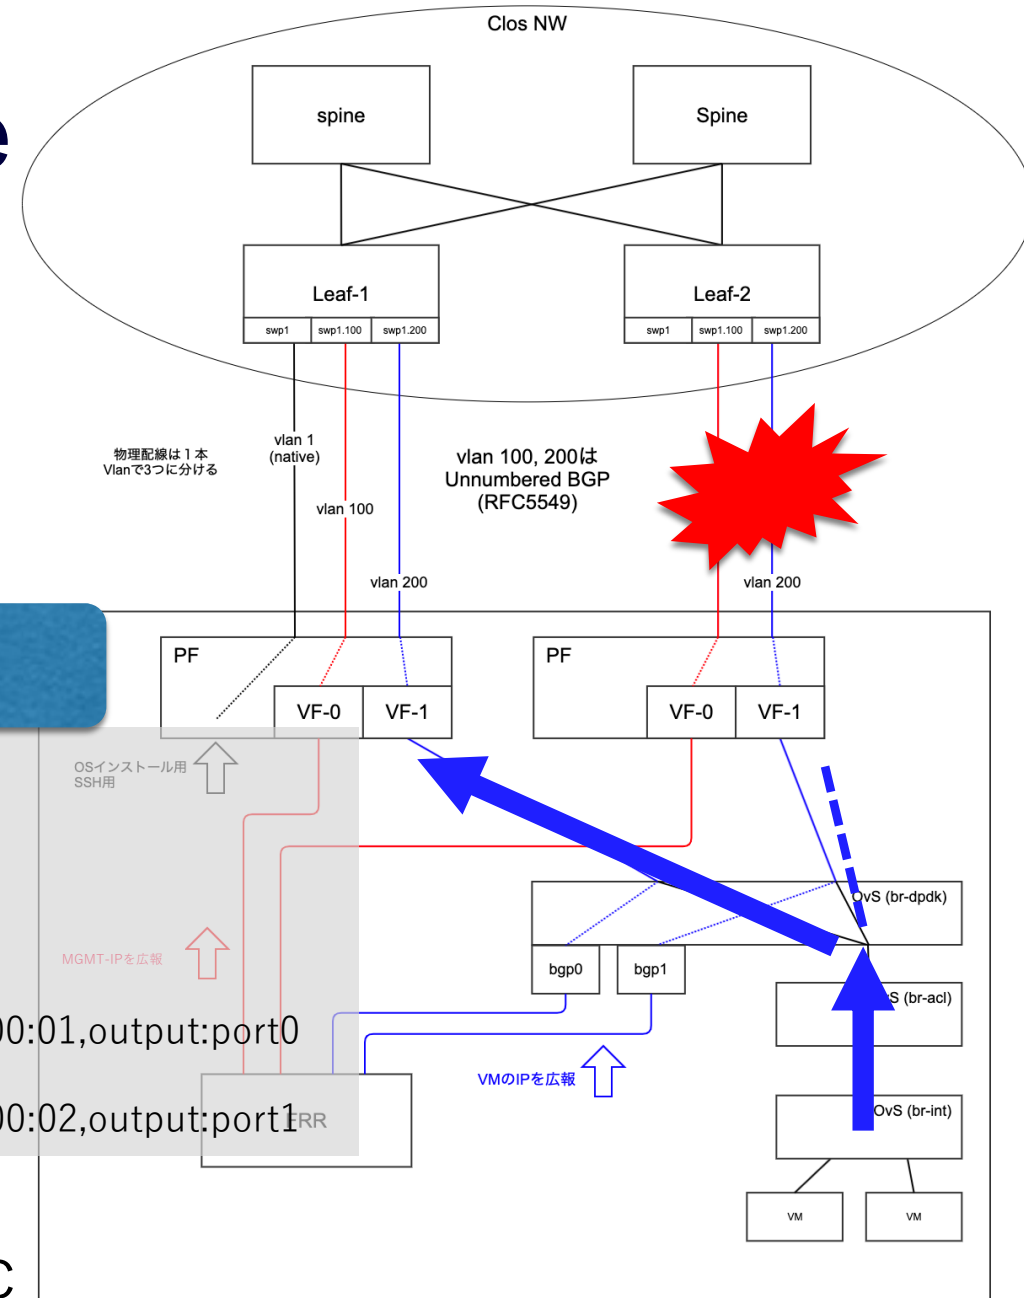 Clos NW
spine
Spine
e
Leaf-1
Leaf-2
swp1
swp1.100
swp1.200
swp1
swp1.100
swp1.200
物理配線は１本
Vlanで3つに分ける
vlan 1
(native)
vlan 100, 200は
Unnumbered BGP
(RFC5549)
vlan 100
vlan 200
vlan 200
PF
PF
VF-0
VF-1
VF-0
VF-1
OSインストール用
SSH用
OvS (br-dpdk)
MGMT-IPを広報
bgp0
bgp1
S (br-acl)
00:01,output:port0
VMのIPを広報
00:02,output:port1
FRR
OvS (br-int)
VM
VM
C